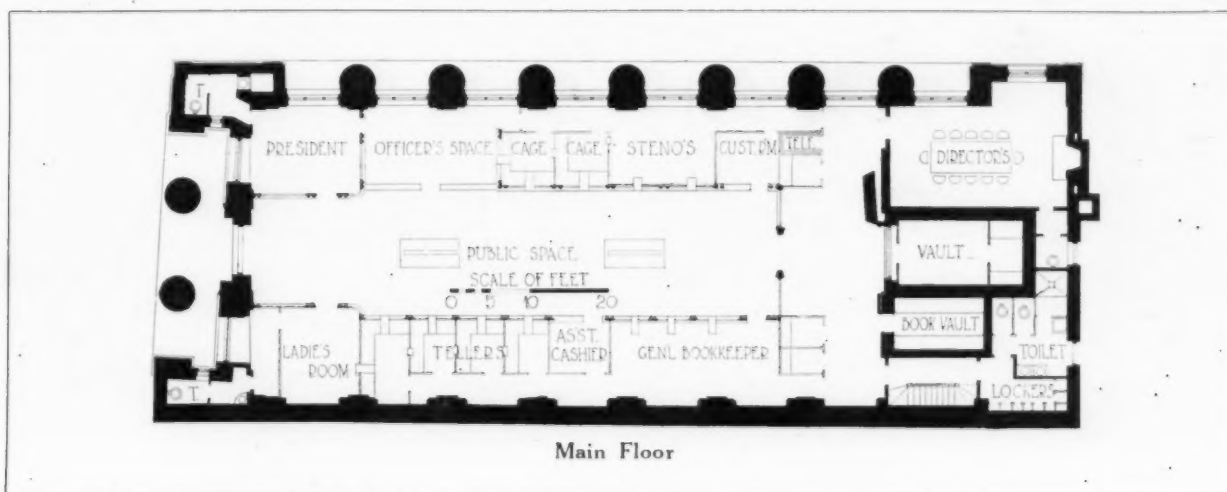 T.
PRESIDENT
OFFICER'S SPACE
CAGE
CAGE
STENO'S
CUST. RM
TELE.
DIRECTOR'S
VAULT
PUBLIC SPACE
SCALE OF FEET
0 5 10 20
BOOK VAULT
LADIES
ROOM
TELLERS
ASST.
CASHIER
GENL BOOKKEEPER
TOILET
LOCKERS
T.
Main Floor